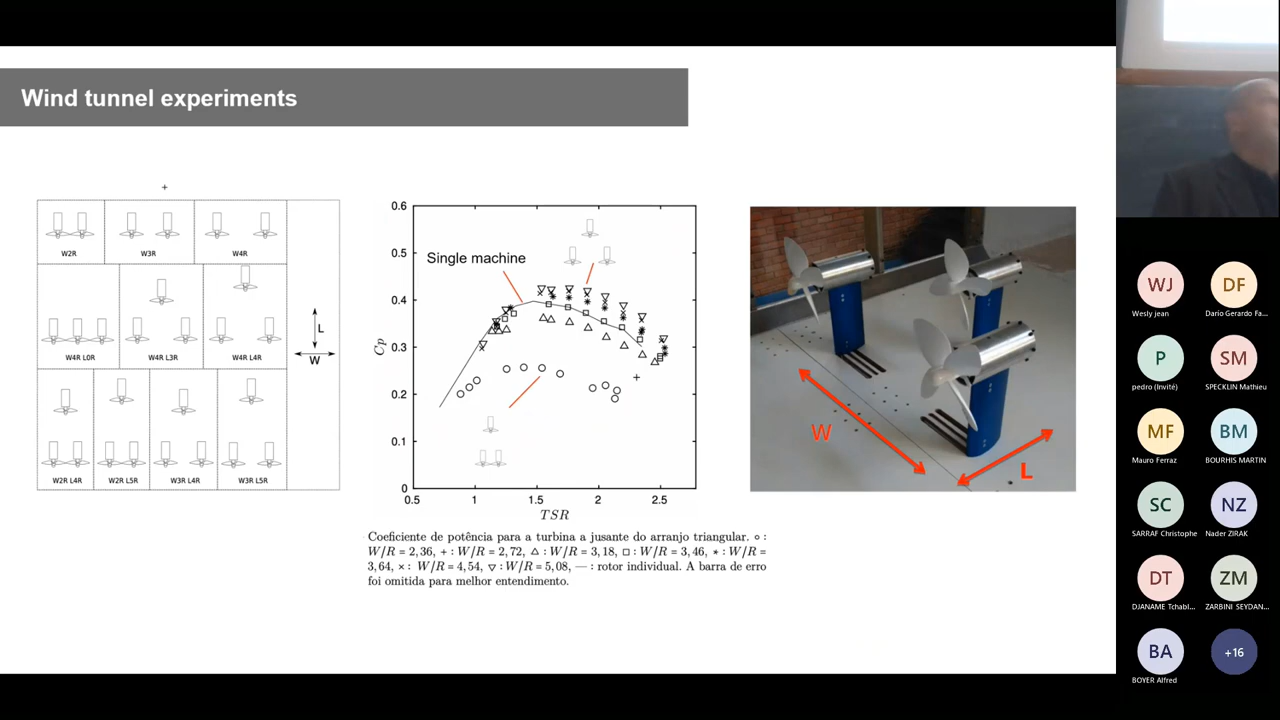 Wind tunnel experiments
W2R
W3R
W4R
W4R L0R
W4R L3R
W4R L4R
W2R L4R
W2R L5R
W3R L4R
W3R L5R
L
W
0.6
0.5
0.4
0.3
0.2
0.1
0
Cp
Single machine
0.5
1
1.5
2
2.5
TSR
Coeficiente de potência para a turbina a jusante do arranjo triangular. ∘ :
W/R = 2,36, + : W/R = 2,72, △ : W/R = 3,18, □ : W/R = 3,46, * : W/R =
3,64, × : W/R = 4,54, ▽ : W/R = 5,08, — : rotor individual. A barra de erro
foi omitida para melhor entendimento.
W
L
WJ
Wesly jean
DF
Darío Gerardo Fa...
P
pedro (Invité)
SM
SPECKLIN Mathieu
MF
Mauro Ferraz
BM
BOURHIS MARTIN
SC
SARRAF Christophe
NZ
Nader ZIRAK
DT
DJANAME Tchabl...
ZM
ZARBINI SEYDAN...
BA
BOYER Alfred
+16